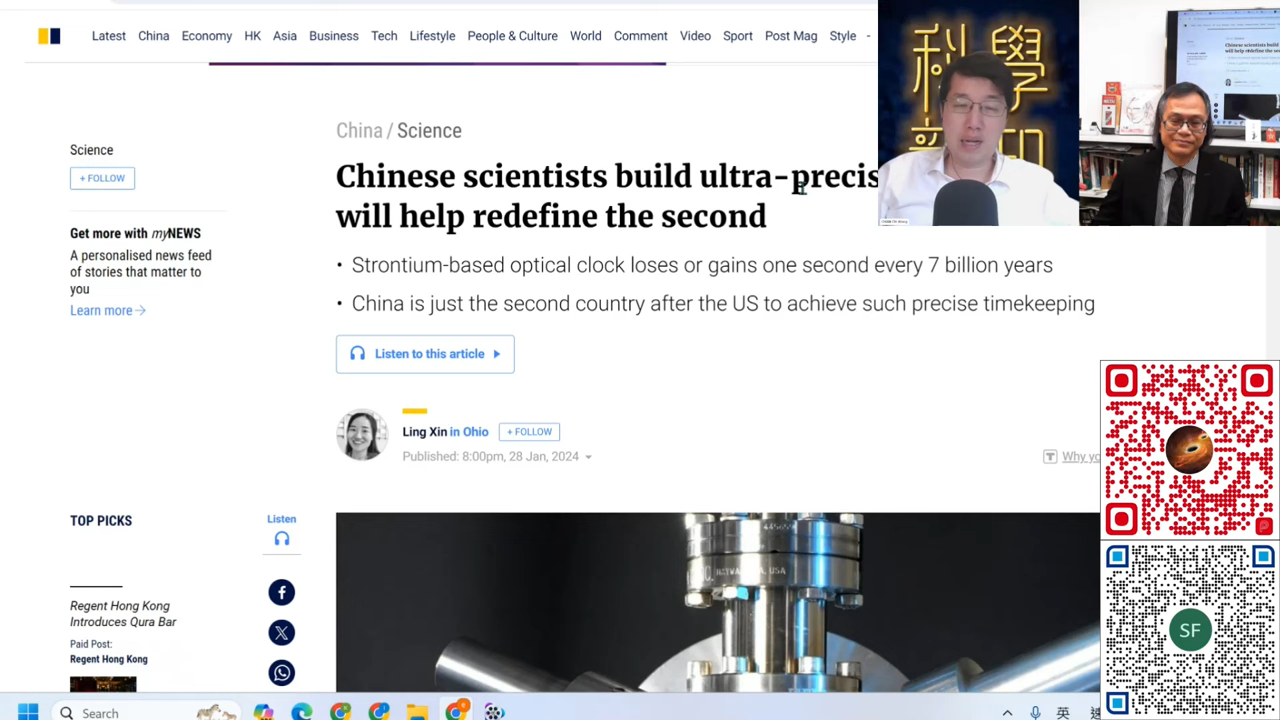 Latest China Economy HK Asia Business Tech Lifestyle People & Culture World Comment Video Sport Post Mag Style
科學
China / Science
Science
+ FOLLOW
Chinese scientists build ultra-precis
will help redefine the second
Get more with myNEWS
A personalised news feed
of stories that matter to
you
Learn more
• Strontium-based optical clock loses or gains one second every 7 billion years
• China is just the second country after the US to achieve such precise timekeeping
Listen to this article
Ling Xin in Ohio + FOLLOW
Published: 8:00pm, 28 Jan, 2024
Why yo
TOP PICKS
Listen
Regent Hong Kong
Introduces Qura Bar
Paid Post:
Regent Hong Kong
SF
Search
英